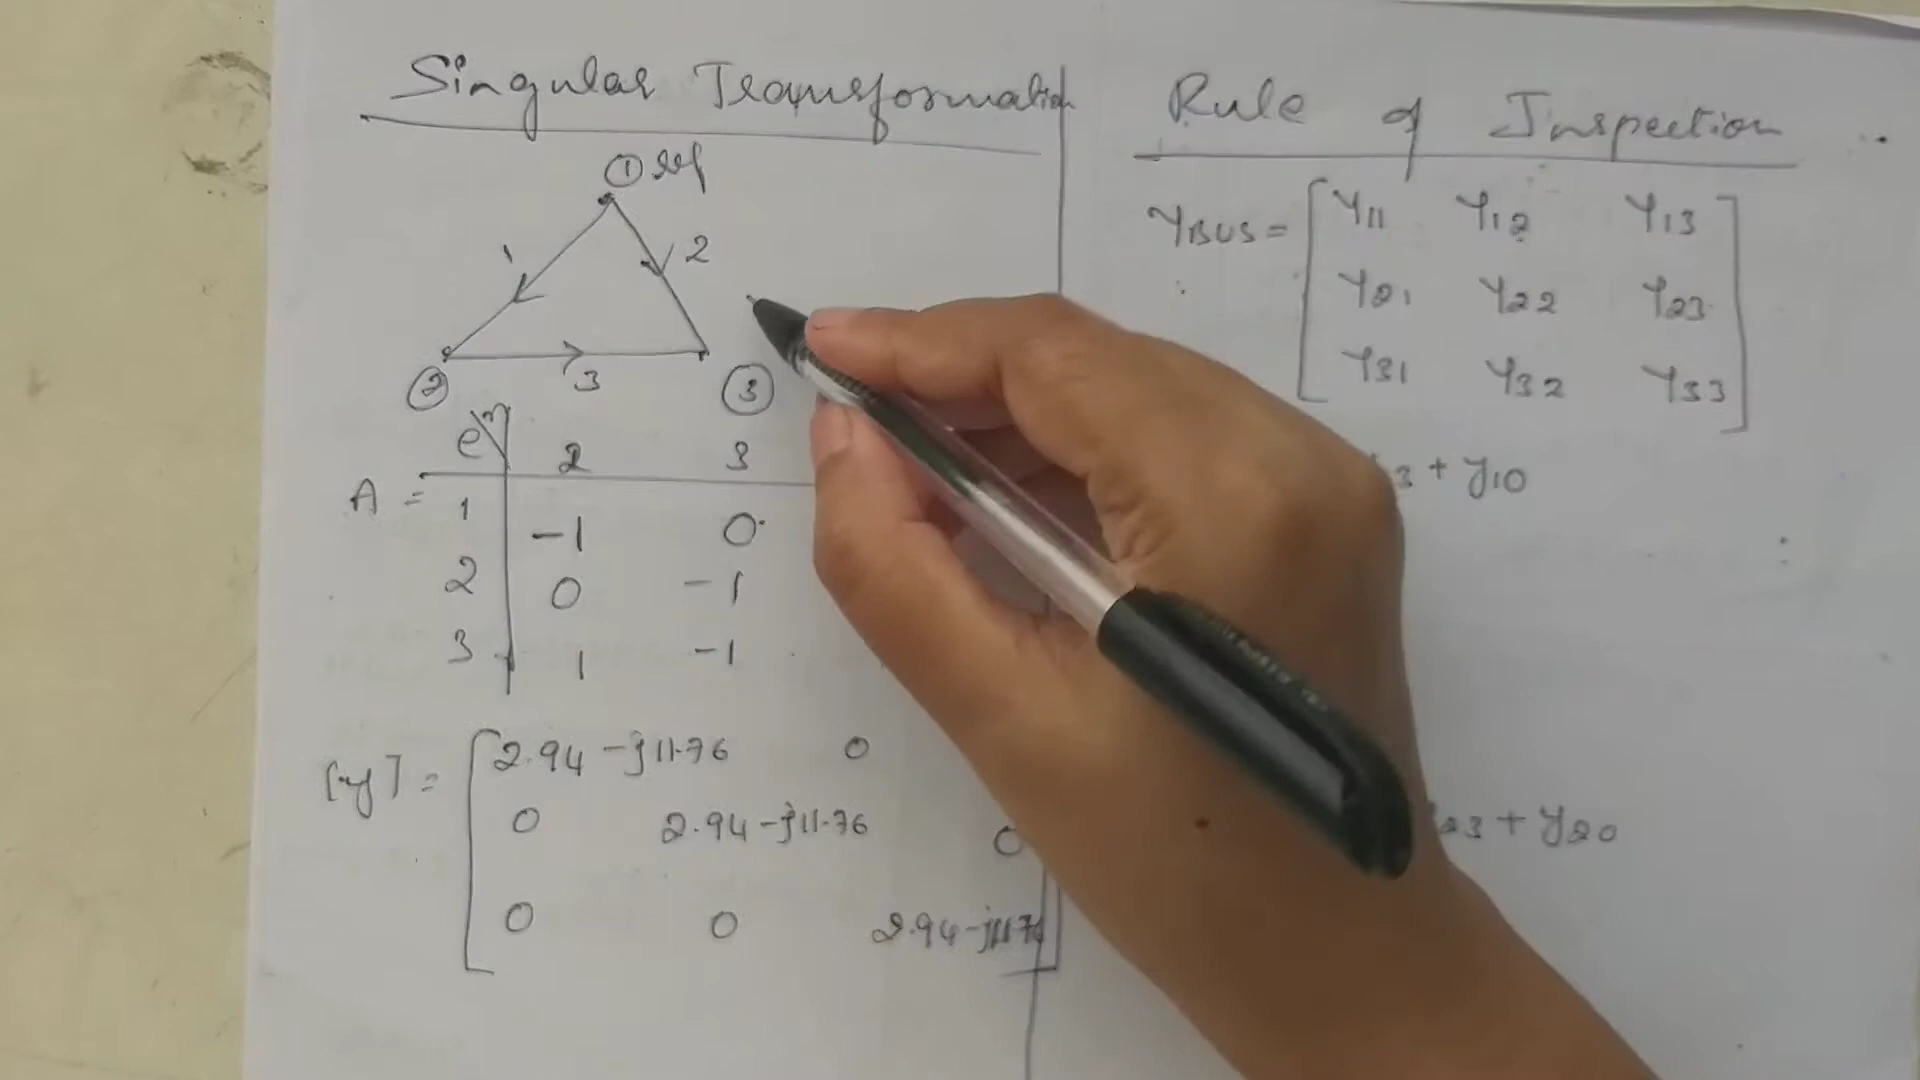 Singular Transformation
① ref
1
2
3
②
③
e n
2 3
A =
1 -1 0
2 0 -1
3 1 -1
[y] =
2.94 - j11.76 0
0 2.94 - j11.76 0
0 0 2.94 - j11.76
Rule of Inspection
YBUS =
Y11 Y12 Y13
Y21 Y22 Y23
Y31 Y32 Y33
3 + y10
23 + y20